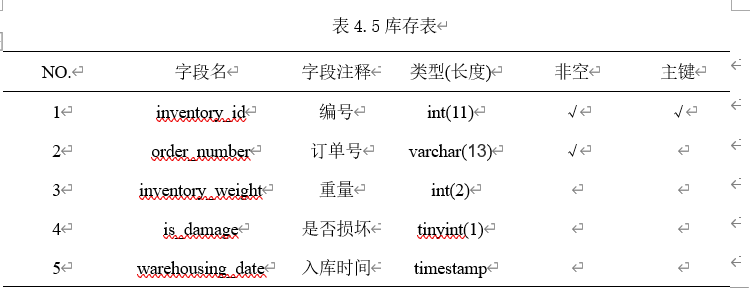 表 4.5 库存表
NO. 字段名 字段注释 类型(长度) 非空 主键
1 inventory_id 编号 int(11) √ √
2 order_number 订单号 varchar(13) √
3 inventory_weight 重量 int(2)
4 is_damage 是否损坏 tinyint(1)
5 warehousing_date 入库时间 timestamp